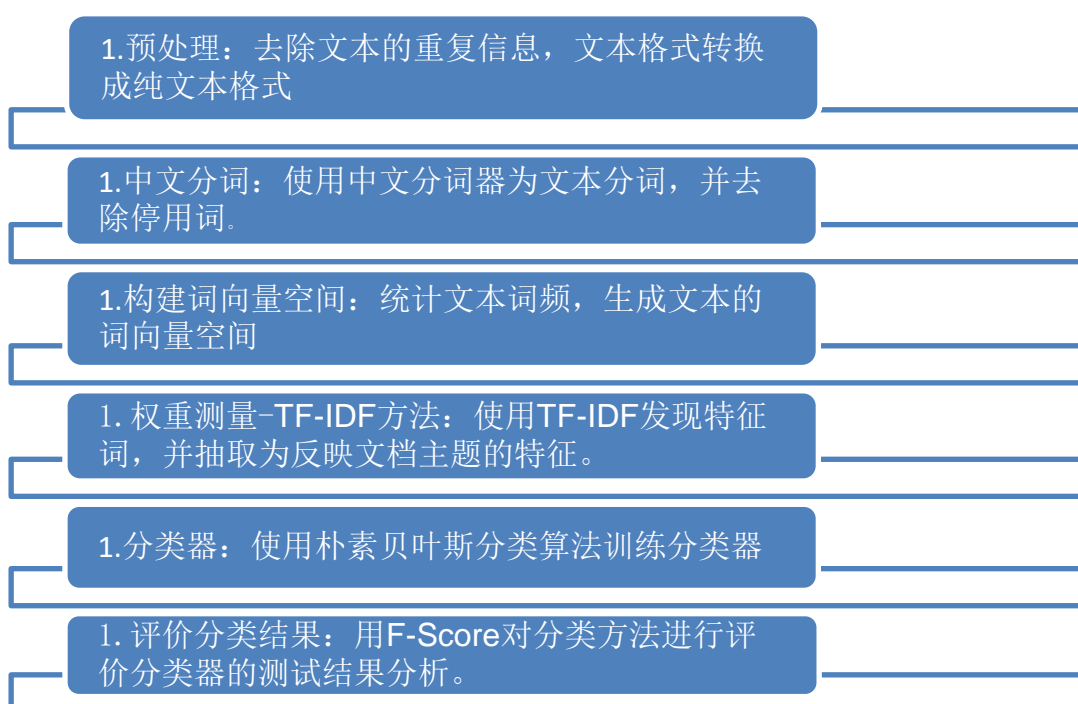 1.预处理：去除文本的重复信息，文本格式转换
成纯文本格式
1.中文分词：使用中文分词器为文本分词，并去
除停用词。
1.构建词向量空间：统计文本词频，生成文本的
词向量空间
1.权重测量-TF-IDF方法：使用TF-IDF发现特征
词，并抽取为反映文档主题的特征。
1.分类器：使用朴素贝叶斯分类算法训练分类器
1.评价分类结果：用F-Score对分类方法进行评
价分类器的测试结果分析。